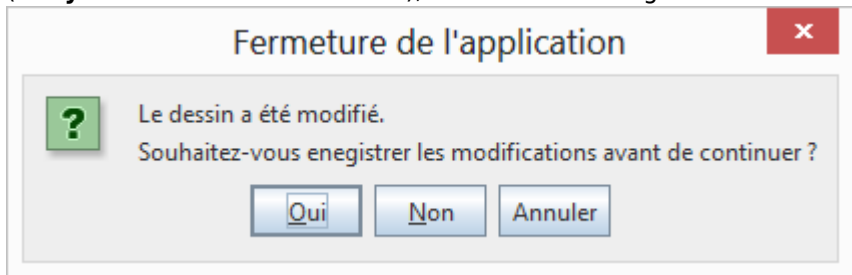 Fermeture de l'application
x
?
Le dessin a été modifié.
Souhaitez-vous enegistrer les modifications avant de continuer ?
Oui Non Annuler